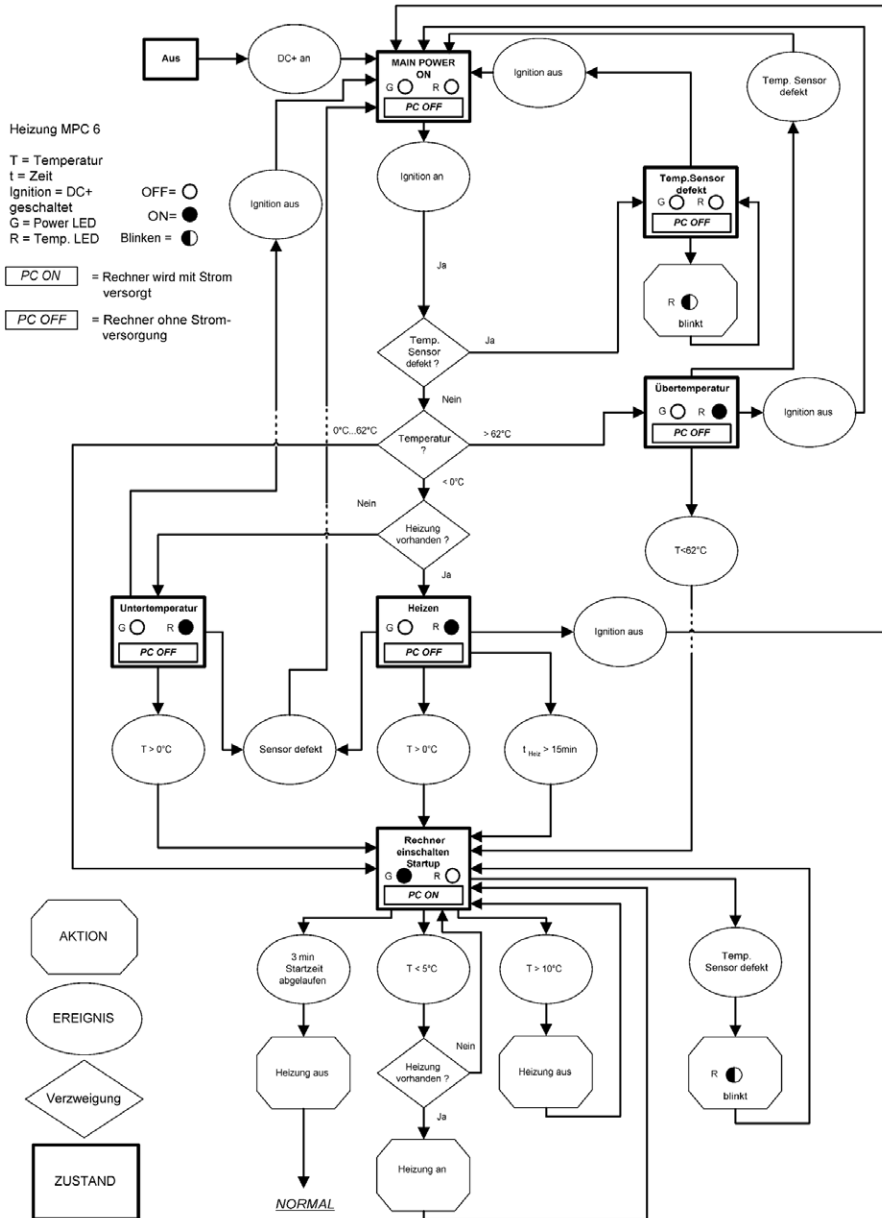 Aus
DC+ an
MAIN POWER
ON
G R
PC OFF
Ignition aus
Temp. Sensor
defekt
Heizung MPC 6
T = Temperatur
t = Zeit
Ignition = DC+
geschaltet
G = Power LED
R = Temp. LED
OFF=
ON=
Blinken =
PC ON
= Rechner wird mit Strom
versorgt
PC OFF
= Rechner ohne Strom-
versorgung
Ignition aus
Ignition an
Temp.Sensor
defekt
G R
PC OFF
Ja
R
blinkt
Temp.
Sensor
defekt ?
Ja
Nein
Übertemperatur
G R
PC OFF
Ignition aus
0°C...62°C
Temperatur
?
> 62°C
< 0°C
Nein
Heizung
vorhanden ?
Ja
T<62°C
Untertemperatur
G R
PC OFF
Heizen
G R
PC OFF
Ignition aus
T > 0°C
Sensor defekt
T > 0°C
t Heiz > 15min
Rechner
einschalten
Startup
G R
PC ON
3 min
Startzeit
abgelaufen
T < 5°C
T > 10°C
Temp.
Sensor defekt
Heizung aus
Nein
Heizung
vorhanden ?
Heizung aus
R
blinkt
Ja
Heizung an
NORMAL
AKTION
EREIGNIS
Verzweigung
ZUSTAND